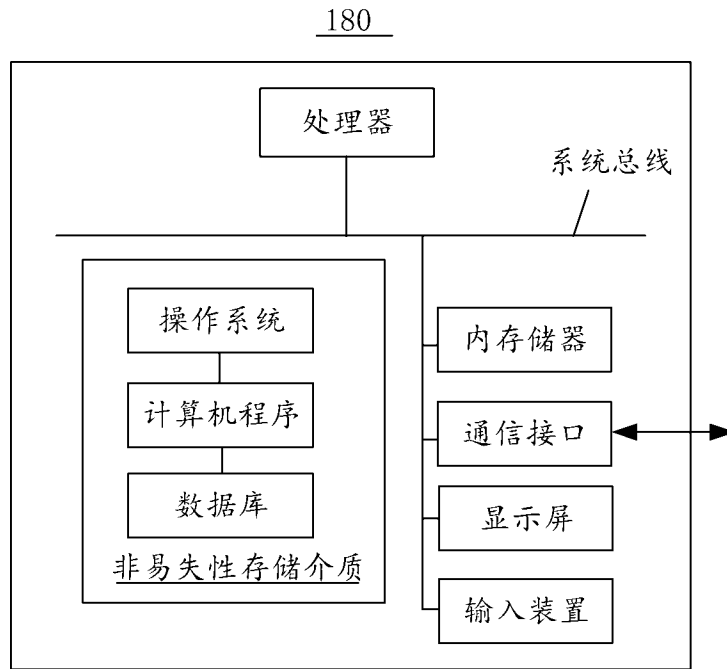 180
处理器
系统总线
操作系统
计算机程序
数据库
非易失性存储介质
内存储器
通信接口
显示屏
输入装置